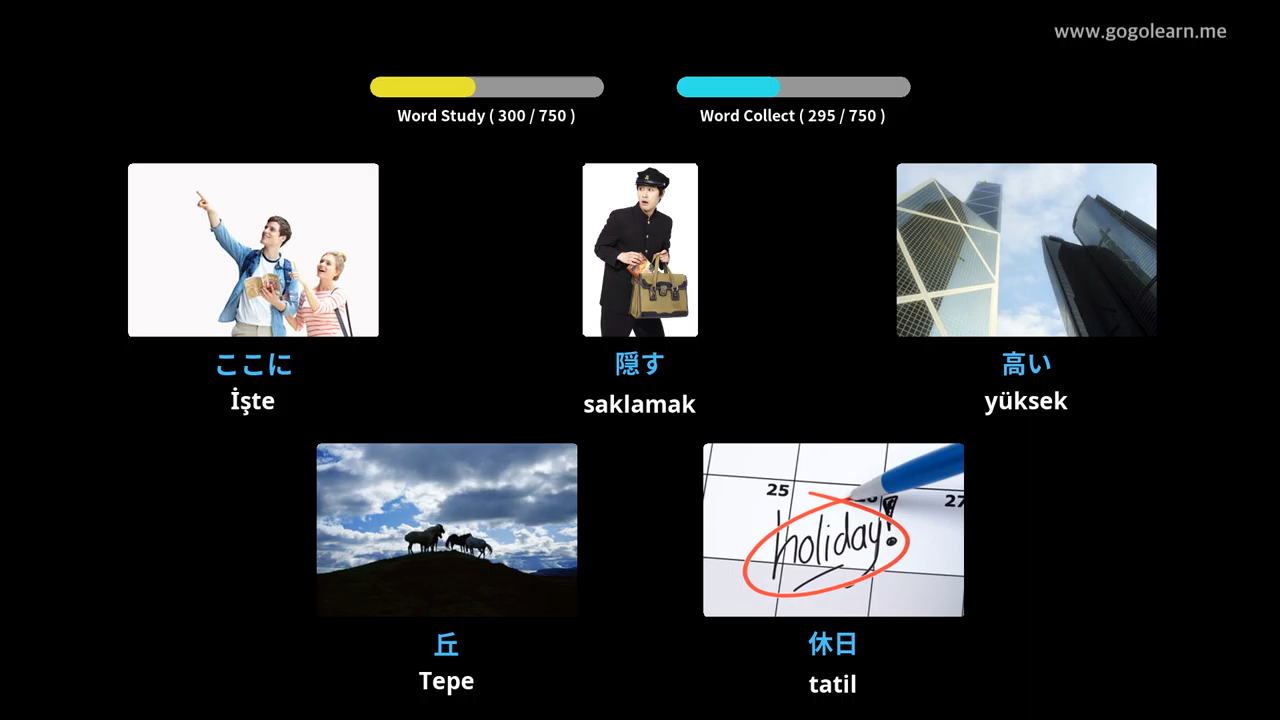 www.gogolearn.me
Word Study ( 300 / 750 )
Word Collect ( 295 / 750 )
ここに
İşte
隠す
saklamak
高い
yüksek
25
27
holiday!
丘
Tepe
休日
tatil